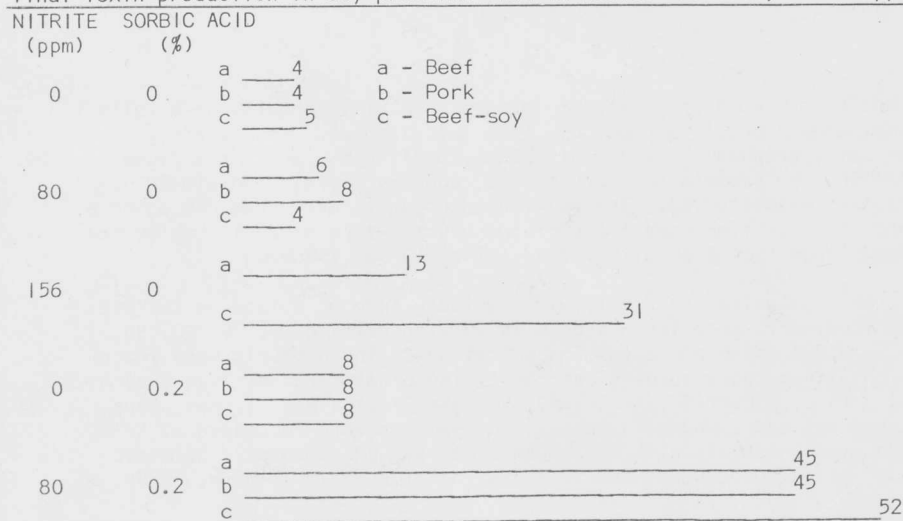 NITRITE SORBIC ACID
(ppm) (%)
a 4 a - Beef
0 0 b 4 b - Pork
c 5 c - Beef-soy
a 6
80 0 b 8
c 4
a 13
156 0
c 31
a 8
0 0.2 b 8
c 8
a 45
80 0.2 b 45
c 52